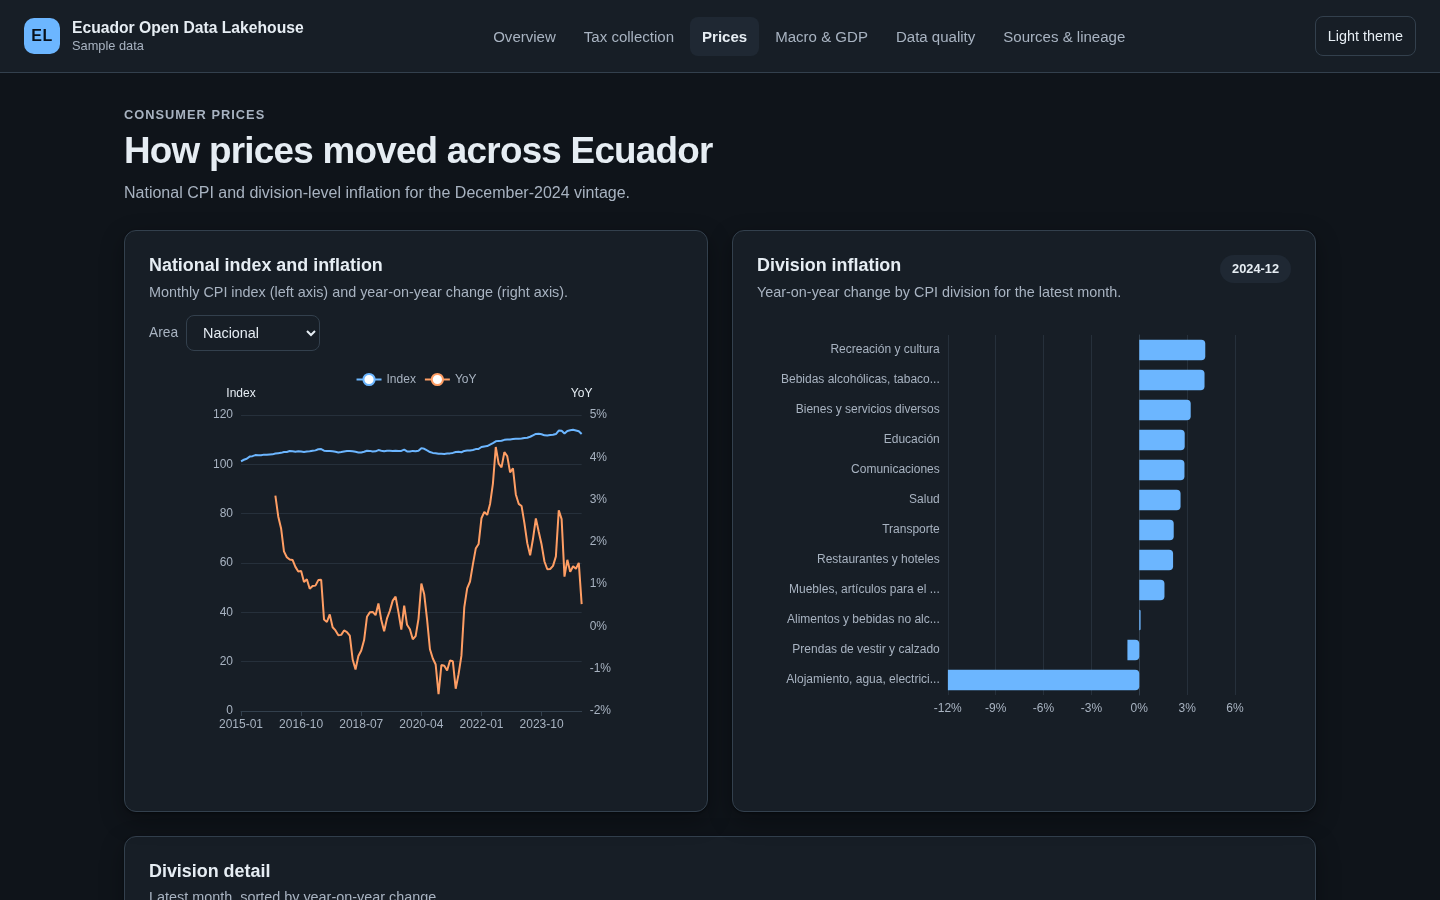 EL
Ecuador Open Data Lakehouse
Sample data
Overview
Tax collection
Prices
Macro & GDP
Data quality
Sources & lineage
Light theme
CONSUMER PRICES
How prices moved across Ecuador
National CPI and division-level inflation for the December-2024 vintage.
National index and inflation
Monthly CPI index (left axis) and year-on-year change (right axis).
Area
Nacional
Index
YoY
Index
YoY
120
100
80
60
40
20
0
5%
4%
3%
2%
1%
0%
-1%
-2%
2015-01
2016-10
2018-07
2020-04
2022-01
2023-10
Division inflation
2024-12
Year-on-year change by CPI division for the latest month.
Recreación y cultura
Bebidas alcohólicas, tabaco...
Bienes y servicios diversos
Educación
Comunicaciones
Salud
Transporte
Restaurantes y hoteles
Muebles, artículos para el ...
Alimentos y bebidas no alc...
Prendas de vestir y calzado
Alojamiento, agua, electrici...
-12%
-9%
-6%
-3%
0%
3%
6%
Division detail
Latest month, sorted by year-on-year change